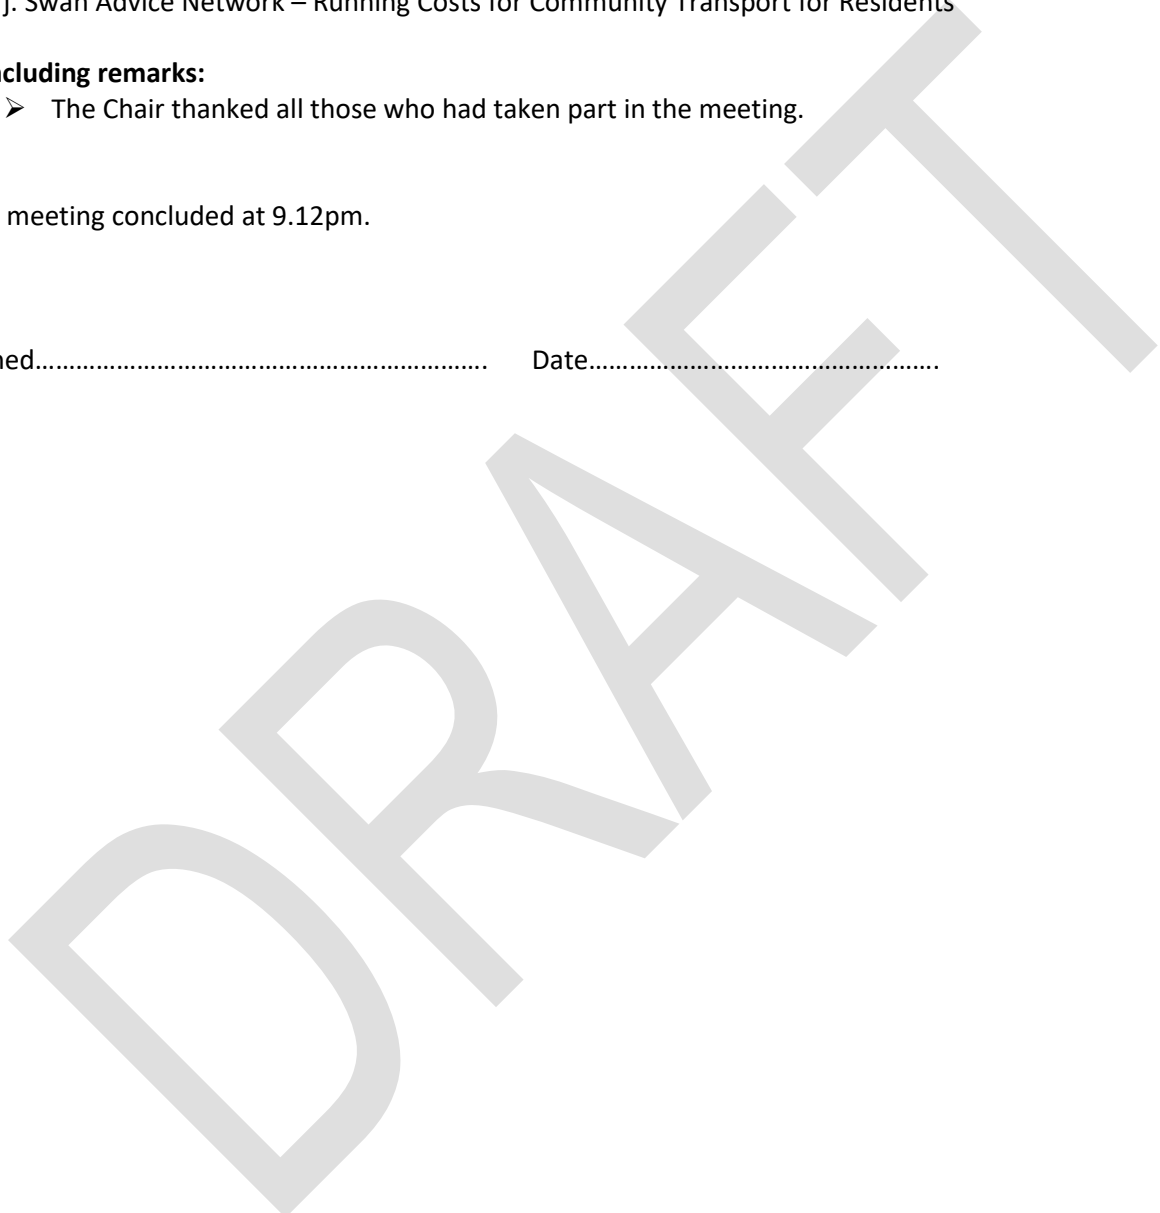 j. Swan Advice Network – Running Costs for Community Transport for Residents
ncluding remarks:
➢ The Chair thanked all those who had taken part in the meeting.
meeting concluded at 9.12pm.
ned…………………………………………………………. Date…………………………………………….
DRAFT